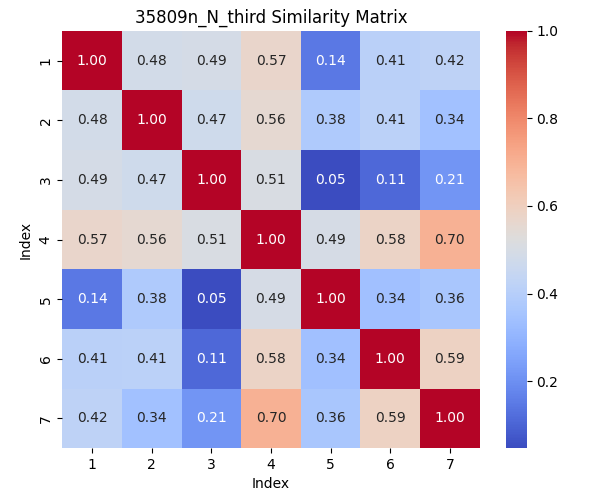 35809n_N_third Similarity Matrix
1 1.00 0.48 0.49 0.57 0.14 0.41 0.42
2 0.48 1.00 0.47 0.56 0.38 0.41 0.34
3 0.49 0.47 1.00 0.51 0.05 0.11 0.21
4 0.57 0.56 0.51 1.00 0.49 0.58 0.70
5 0.14 0.38 0.05 0.49 1.00 0.34 0.36
6 0.41 0.41 0.11 0.58 0.34 1.00 0.59
7 0.42 0.34 0.21 0.70 0.36 0.59 1.00
1 2 3 4 5 6 7
Index
Index
1.0
0.8
0.6
0.4
0.2